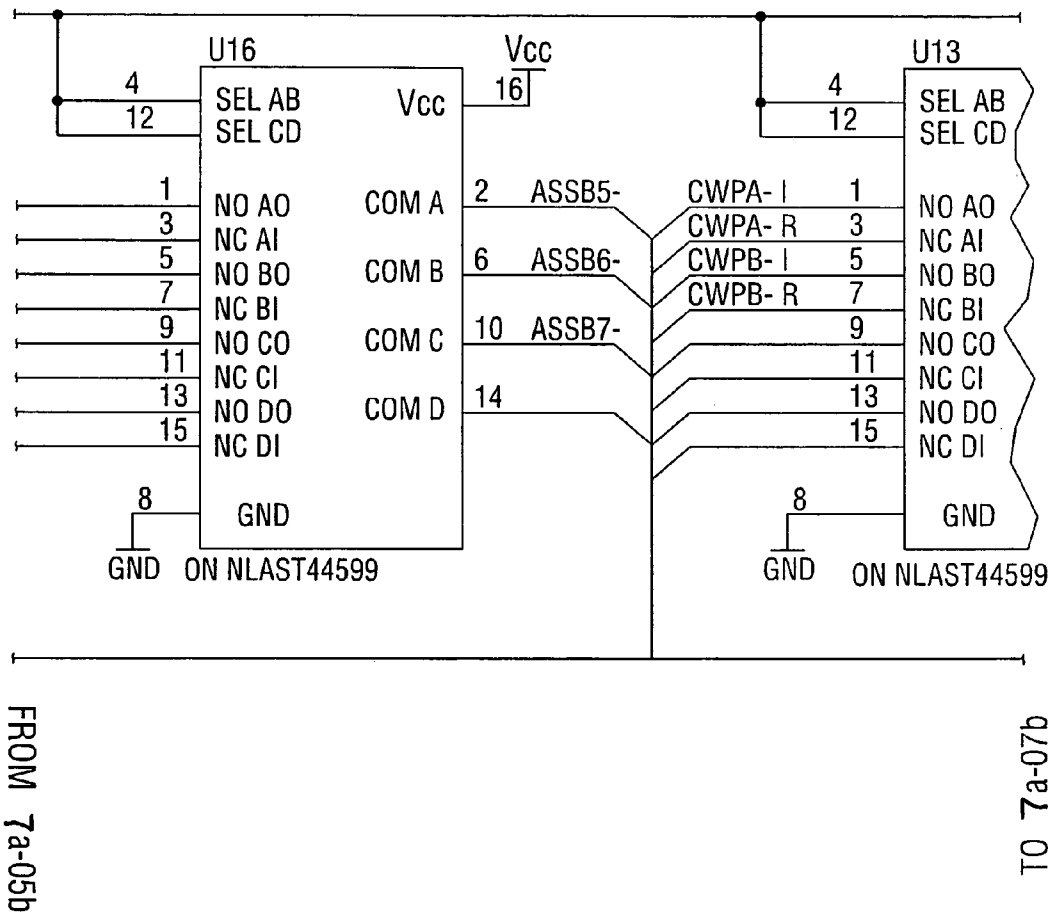 U16
4 SEL AB
12 SEL CD
1 NO AO
3 NC AI
5 NO BO
7 NC BI
9 NO CO
11 NC CI
13 NO DO
15 NC DI
8 GND
GND
ON NLAST44599
Vcc
Vcc 16
COM A 2 ASSB5-
COM B 6 ASSB6-
COM C 10 ASSB7-
COM D 14
U13
4 SEL AB
12 SEL CD
CWPA- I 1 NO AO
CWPA- R 3 NC AI
CWPB- I 5 NO BO
CWPB- R 7 NC BI
9 NO CO
11 NC CI
13 NO DO
15 NC DI
8 GND
GND
ON NLAST44599
FROM 7a-05b
TO 7a-07b